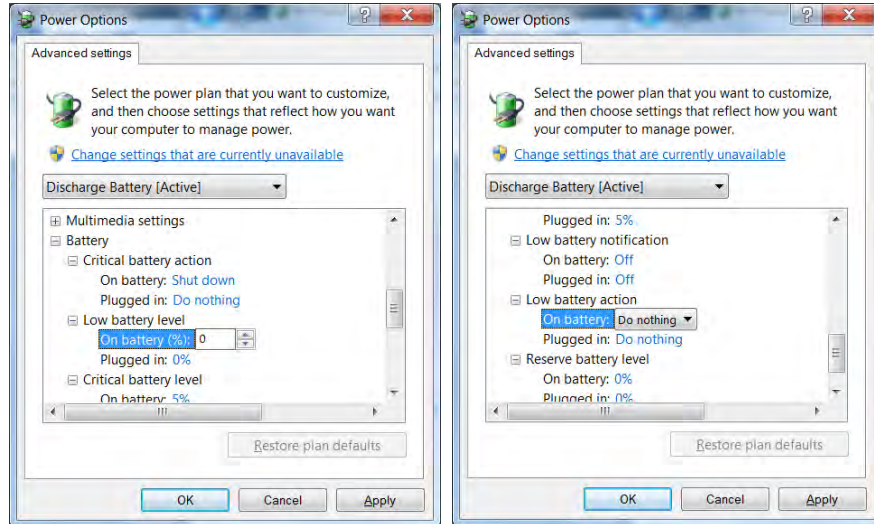 Power Options
Advanced settings
Select the power plan that you want to customize,
and then choose settings that reflect how you want
your computer to manage power.
Change settings that are currently unavailable
Discharge Battery [Active]
Multimedia settings
Battery
Critical battery action
On battery: Shut down
Plugged in: Do nothing
Low battery level
On battery (%): 0
Plugged in: 0%
Critical battery level
On battery: 5%
Restore plan defaults
OK Cancel Apply
Power Options
Advanced settings
Select the power plan that you want to customize,
and then choose settings that reflect how you want
your computer to manage power.
Change settings that are currently unavailable
Discharge Battery [Active]
Plugged in: 5%
Low battery notification
On battery: Off
Plugged in: Off
Low battery action
On battery: Do nothing
Plugged in: Do nothing
Reserve battery level
On battery: 0%
Plugged in: 0%
Restore plan defaults
OK Cancel Apply